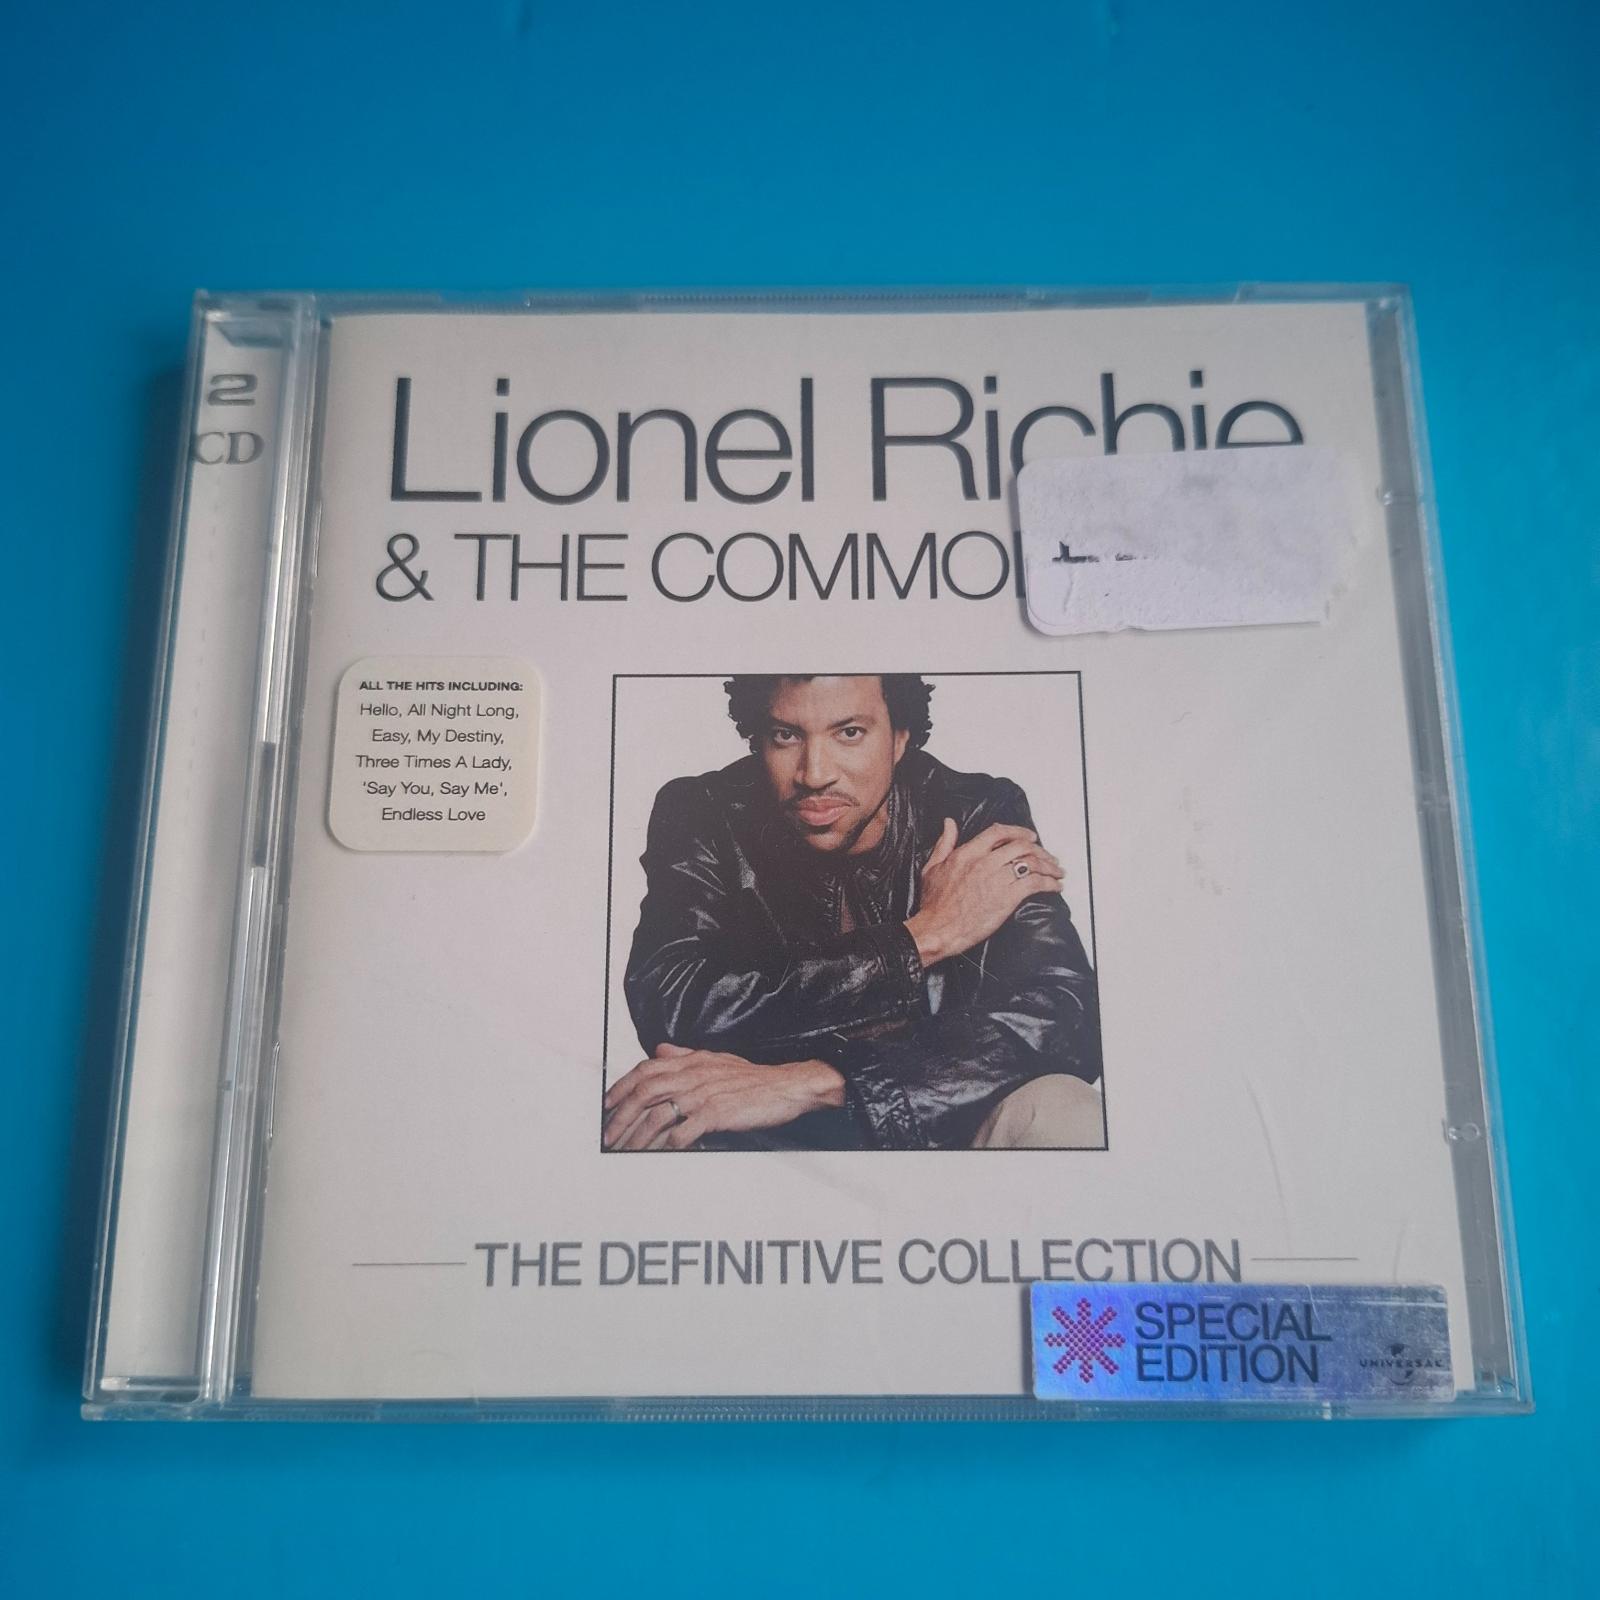 2
CD
Lionel Richie
& THE COMMO
ALL THE HITS INCLUDING:
Hello, All Night Long,
Easy, My Destiny,
Three Times A Lady,
'Say You, Say Me',
Endless Love
THE DEFINITIVE COLLECTION
SPECIAL
EDITION
UNIVERSAL